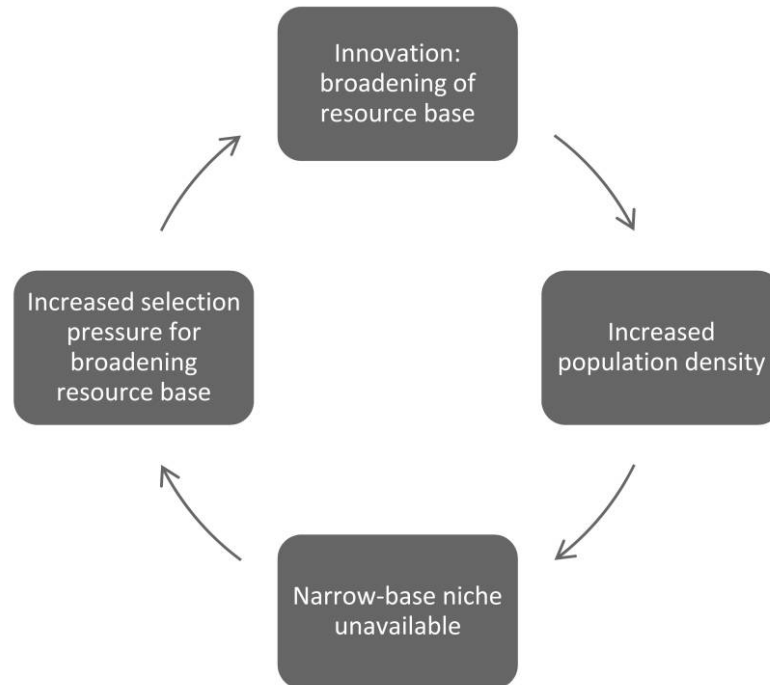 Innovation:
broadening of
resource base
Increased
population density
Narrow-base niche
unavailable
Increased selection
pressure for
broadening
resource base